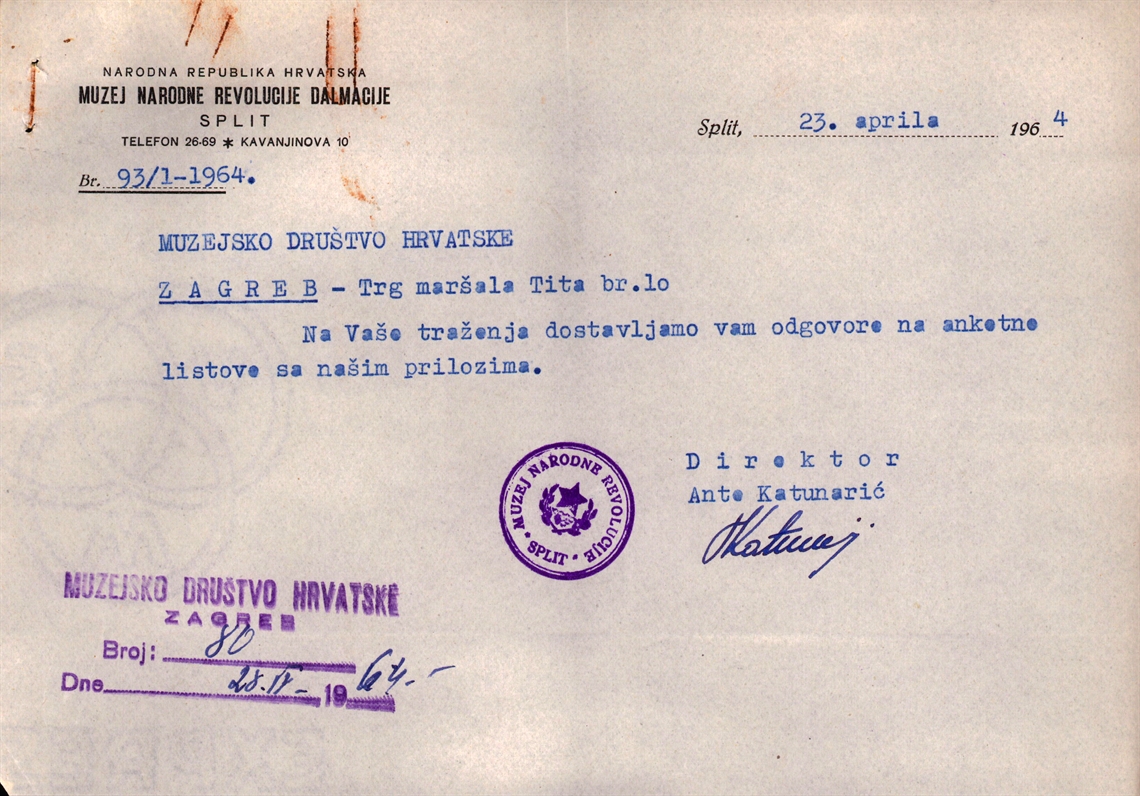 NARODNA REPUBLIKA HRVATSKA
MUZEJ NARODNE REVOLUCIJE DALMACIJE
SPLIT
TELEFON 26-69 * KAVANJINOVA 10
Br. 93/1-1964.
Split, 23. aprila 1964
MUZEJSKO DRUŠTVO HRVATSKE
ZAGREB - Trg maršala Tita br.lo
Na Vaše traženja dostavljamo vam odgovore na anketne
listove sa našim prilozima.
Direktor
Ante Katunarić
MUZEJ NARODNE REVOLUCIJE
* SPLIT *
MUZEJSKO DRUŠTVO HRVATSKE
ZAGREB
Broj: 80
Dne 28.IV- 1964.-